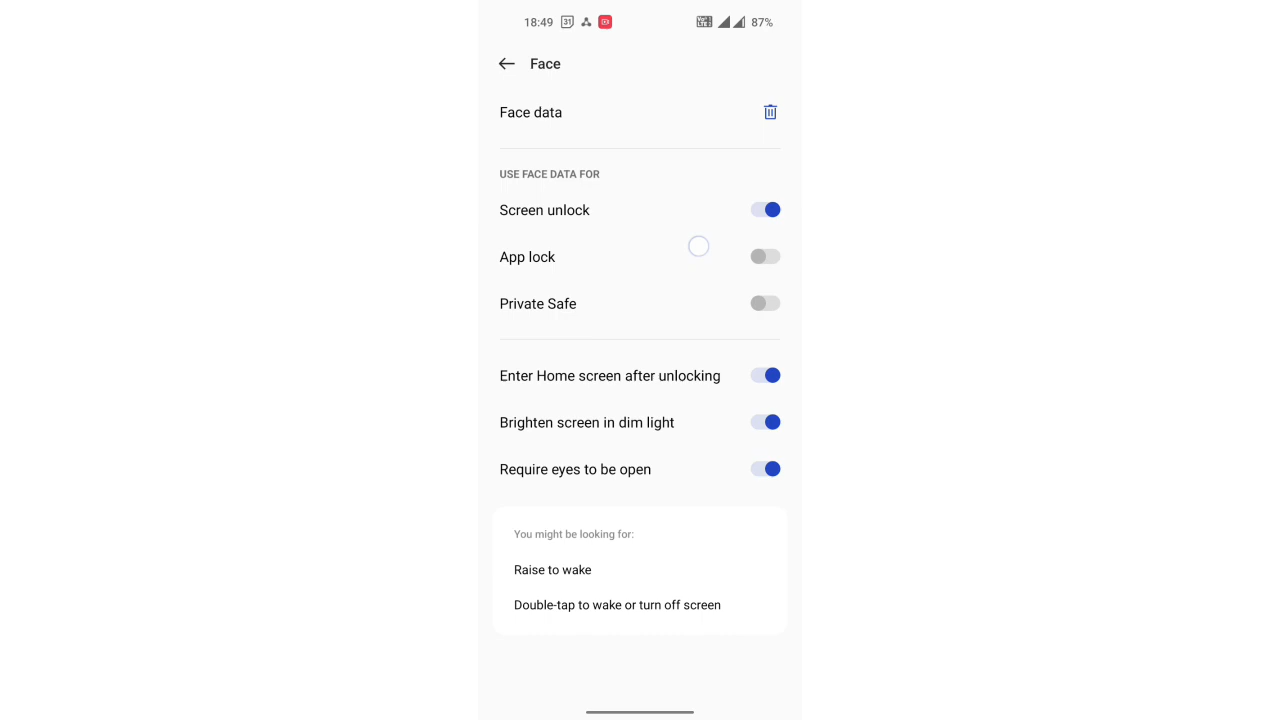 18:49 31 87%
Face
Face data
USE FACE DATA FOR
Screen unlock
App lock
Private Safe
Enter Home screen after unlocking
Brighten screen in dim light
Require eyes to be open
You might be looking for:
Raise to wake
Double-tap to wake or turn off screen